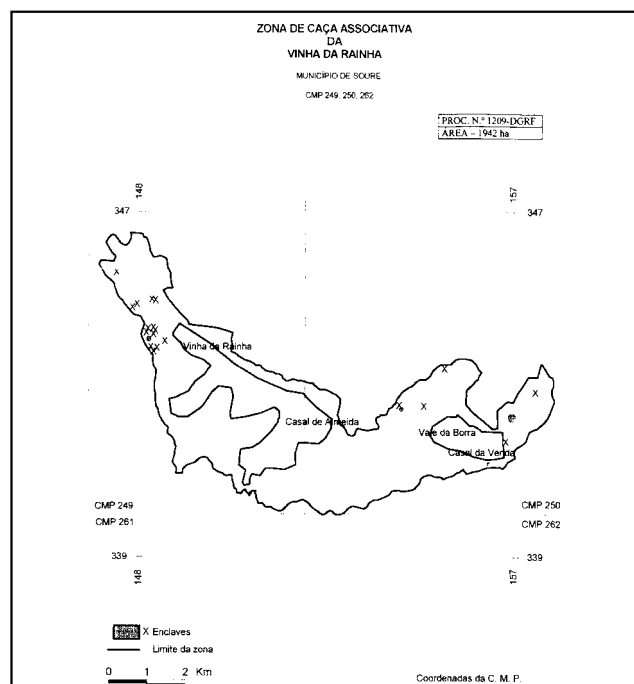 ZONA DE CAÇA ASSOCIATIVA
DA
VINHA DA RAINHA
MUNICÍPIO DE SOURE
CMP 249, 250, 262
PROC. N.º 1209-DGRF
ÁREA – 1942 ha
148
157
347
347
Vinha da Rainha
Casal de Almeida
Vale da Borra
Casal da Venda
CMP 249
CMP 250
CMP 261
CMP 262
339
339
148
157
X Enclaves
Limite da zona
0 1 2 Km
Coordenadas da C. M. P.